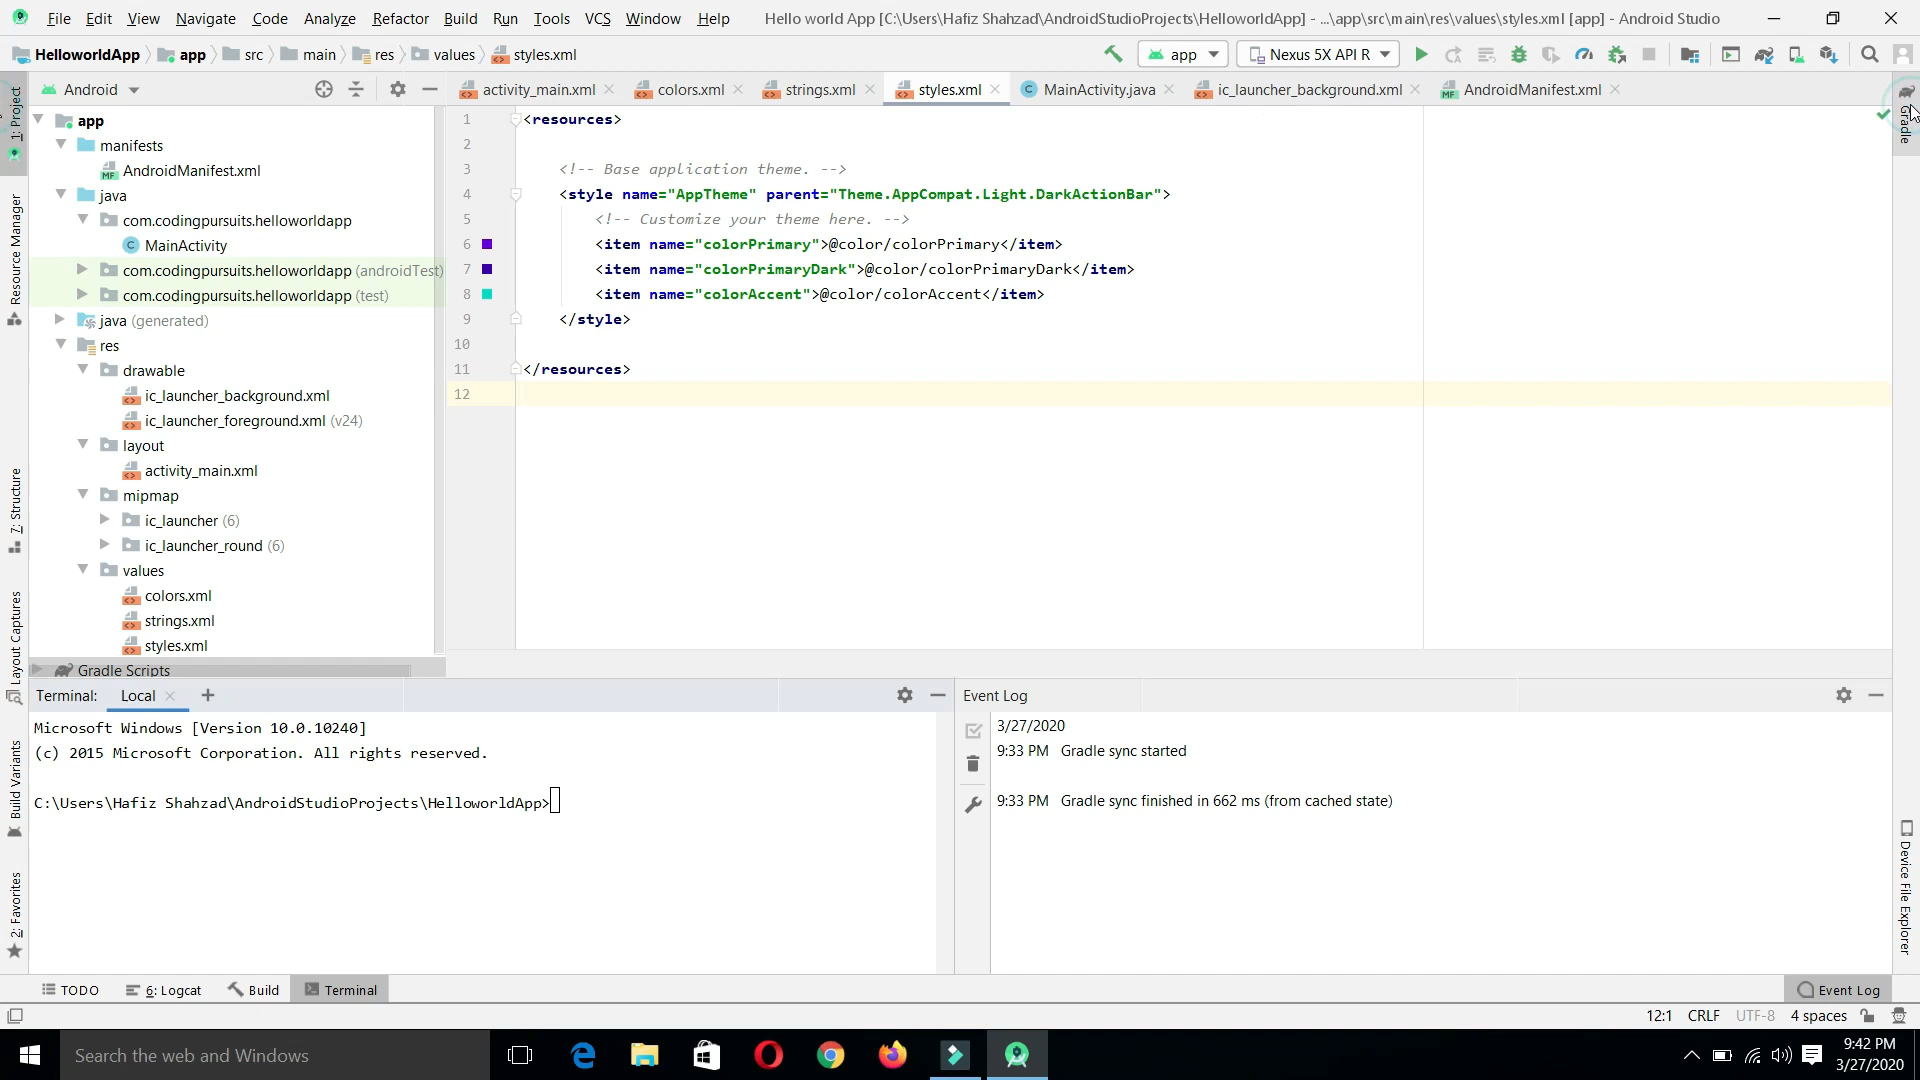 File Edit View Navigate Code Analyze Refactor Build Run Tools VCS Window Help Hello world App [C:\Users\Hafiz Shahzad\AndroidStudioProjects\HelloworldApp] - ...\app\src\main\res\values\styles.xml [app] - Android Studio
HelloworldApp app src main res values styles.xml app Nexus 5X API R
Android activity_main.xml colors.xml strings.xml styles.xml MainActivity.java ic_launcher_background.xml AndroidManifest.xml
1: Project
Resource Manager
7: Structure
Layout Captures
Build Variants
2: Favorites
app
manifests
AndroidManifest.xml
java
com.codingpursuits.helloworldapp
MainActivity
com.codingpursuits.helloworldapp (androidTest)
com.codingpursuits.helloworldapp (test)
java (generated)
res
drawable
ic_launcher_background.xml
ic_launcher_foreground.xml (v24)
layout
activity_main.xml
mipmap
ic_launcher (6)
ic_launcher_round (6)
values
colors.xml
strings.xml
styles.xml
Gradle Scripts
1 <resources>
2
3 <!-- Base application theme. -->
4 <style name="AppTheme" parent="Theme.AppCompat.Light.DarkActionBar">
5 <!-- Customize your theme here. -->
6 <item name="colorPrimary">@color/colorPrimary</item>
7 <item name="colorPrimaryDark">@color/colorPrimaryDark</item>
8 <item name="colorAccent">@color/colorAccent</item>
9 </style>
10
11 </resources>
12
Gradle
Device File Explorer
Terminal: Local
Microsoft Windows [Version 10.0.10240]
(c) 2015 Microsoft Corporation. All rights reserved.
C:\Users\Hafiz Shahzad\AndroidStudioProjects\HelloworldApp>
Event Log
3/27/2020
9:33 PM Gradle sync started
9:33 PM Gradle sync finished in 662 ms (from cached state)
TODO 6: Logcat Build Terminal Event Log
12:1 CRLF UTF-8 4 spaces
Search the web and Windows
9:42 PM
3/27/2020